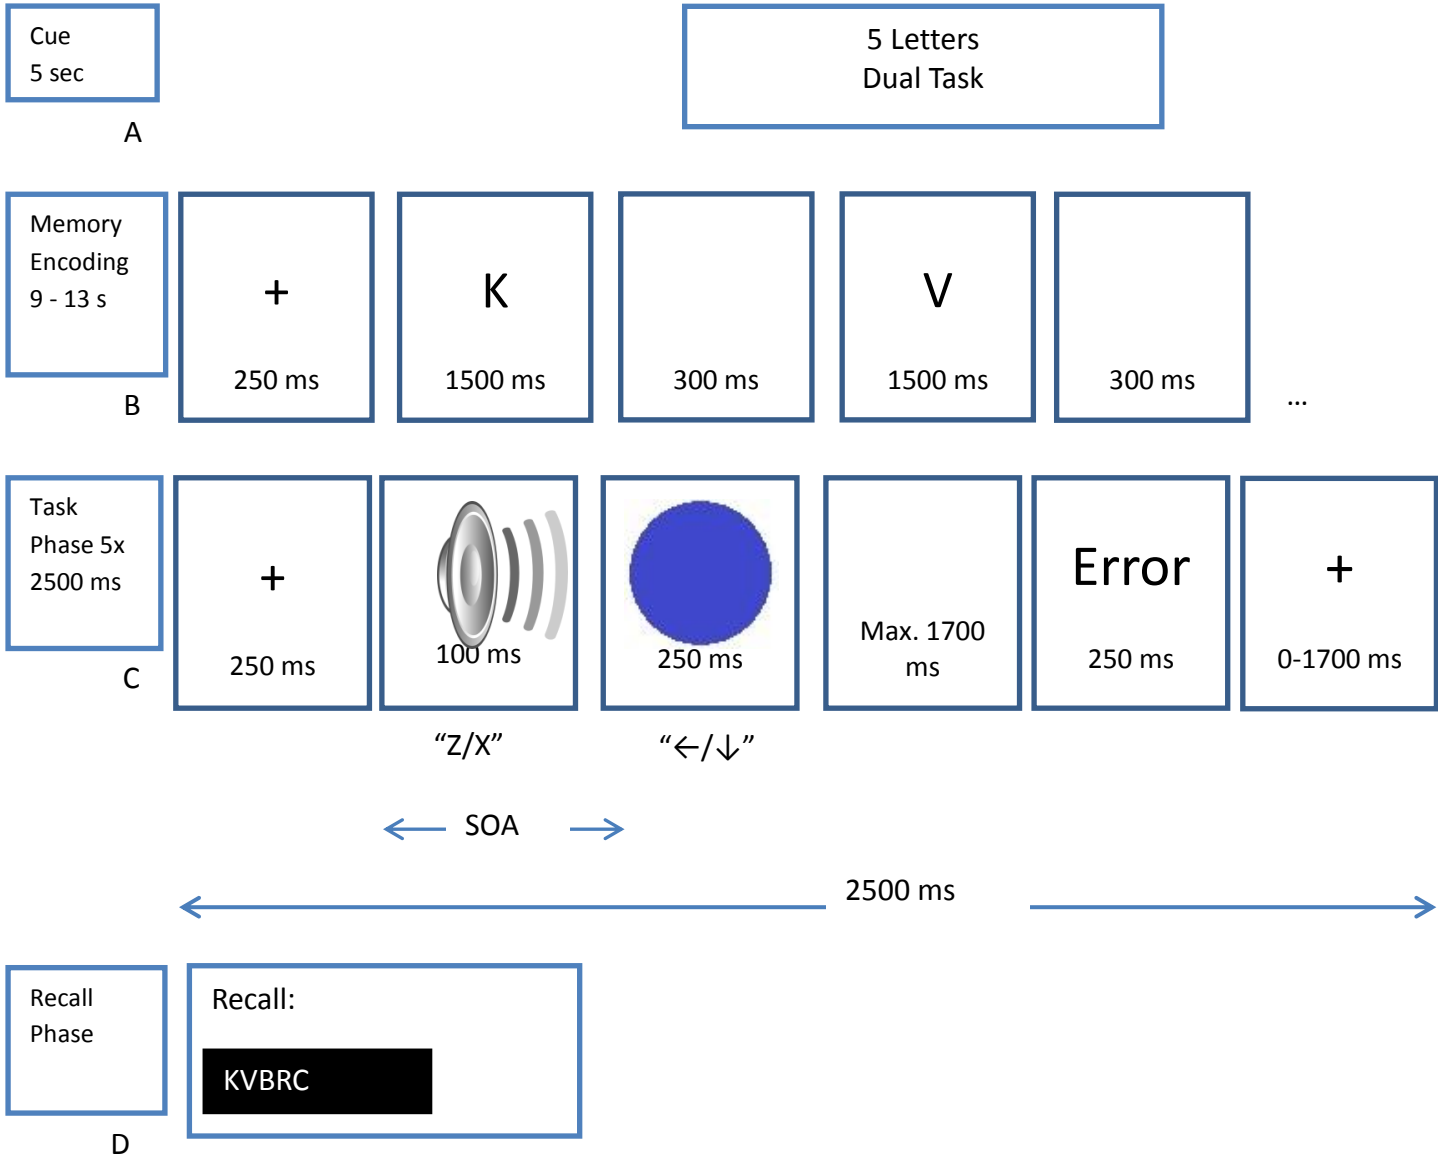 Cue
5 sec
A
5 Letters
Dual Task
Memory
Encoding
9 - 13 s
B
+
250 ms
K
1500 ms
300 ms
V
1500 ms
300 ms
...
Task
Phase 5x
2500 ms
C
+
250 ms
100 ms
250 ms
Max. 1700
ms
Error
250 ms
+
0-1700 ms
“Z/X”
“←/↓”
SOA
2500 ms
Recall
Phase
D
Recall:
KVBRC